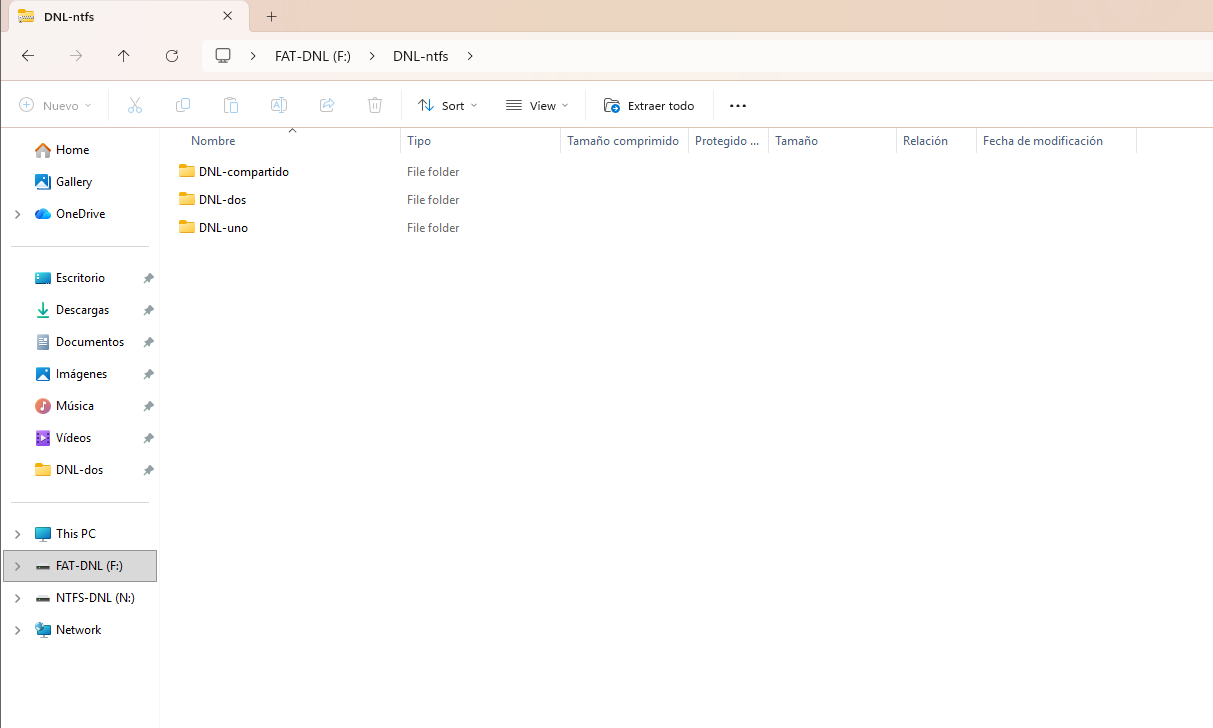 DNL-ntfs
FAT-DNL (F:) DNL-ntfs
Nuevo Sort View Extraer todo
Nombre Tipo Tamaño comprimido Protegido ... Tamaño Relación Fecha de modificación
DNL-compartido File folder
DNL-dos File folder
DNL-uno File folder
Home
Gallery
OneDrive
Escritorio
Descargas
Documentos
Imágenes
Música
Vídeos
DNL-dos
This PC
FAT-DNL (F:)
NTFS-DNL (N:)
Network